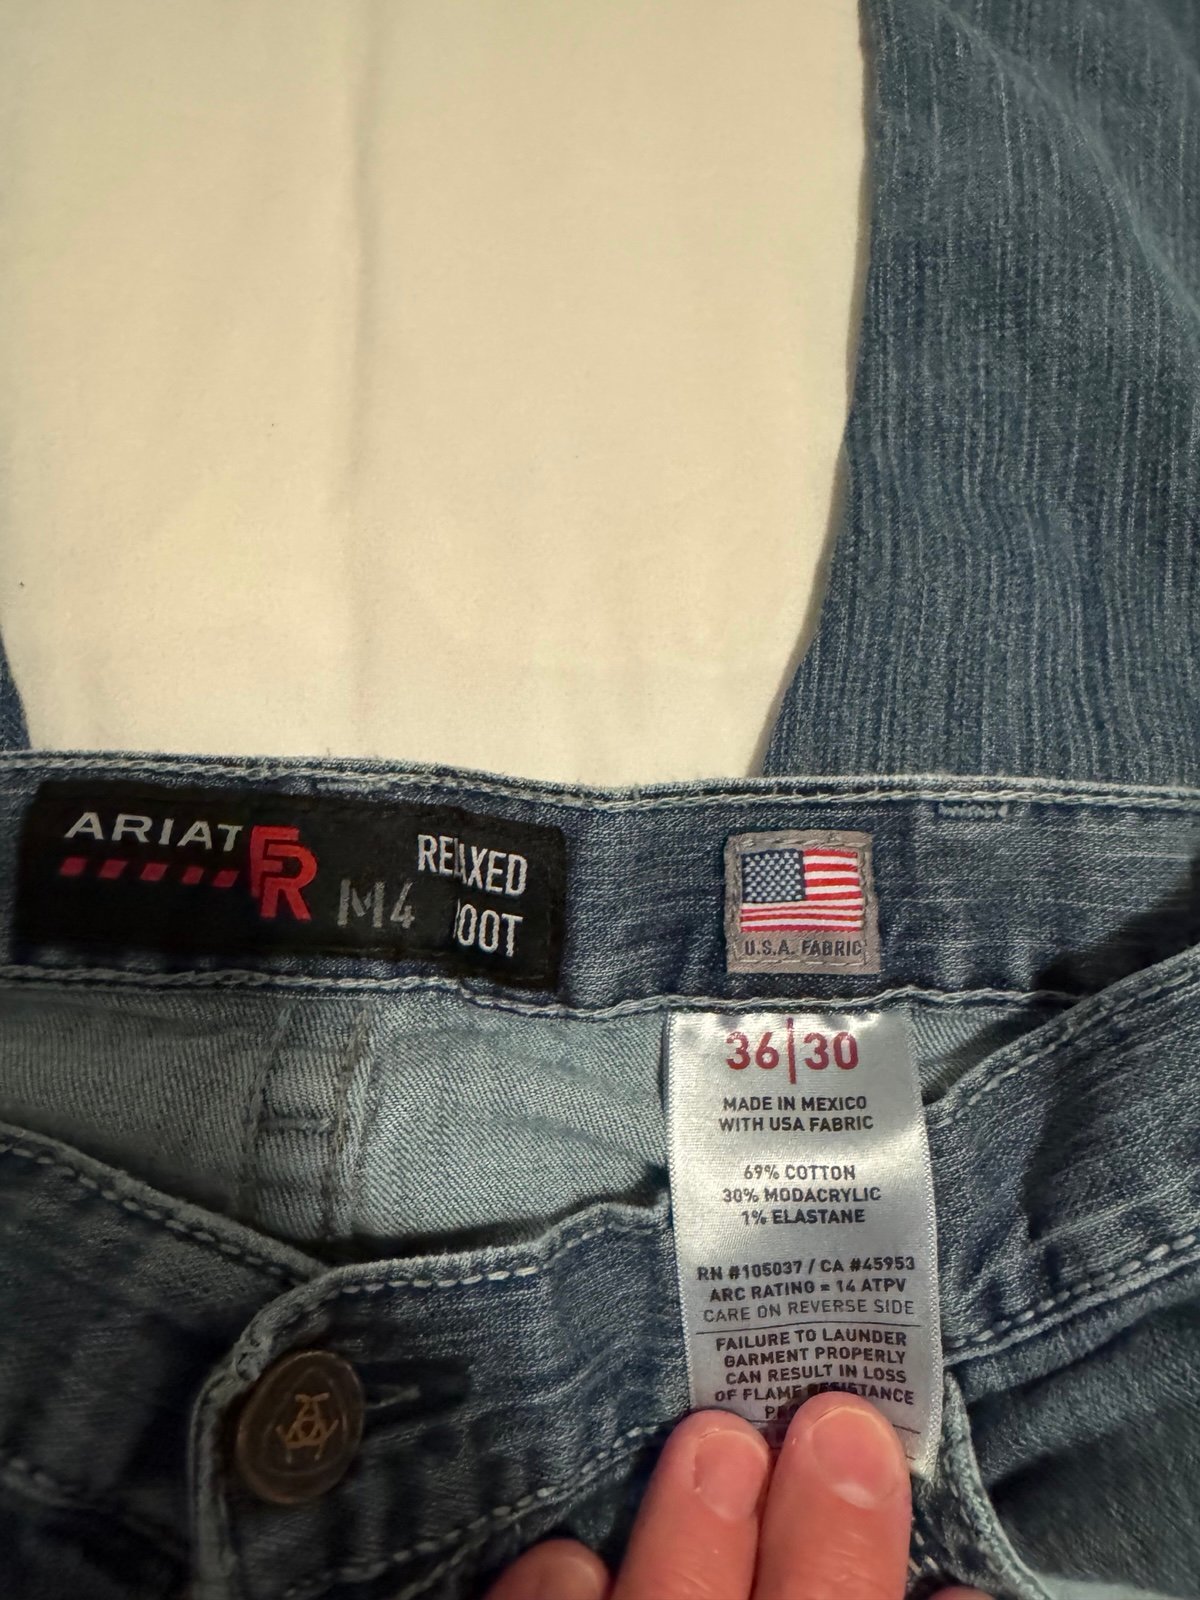 ARIAT FR
M4
RELAXED
BOOT
U.S.A. FABRIC
36|30
MADE IN MEXICO
WITH USA FABRIC
69% COTTON
30% MODACRYLIC
1% ELASTANE
RN #105037 / CA #45953
ARC RATING = 14 ATPV
CARE ON REVERSE SIDE
FAILURE TO LAUNDER
GARMENT PROPERLY
CAN RESULT IN LOSS
OF FLAME RESISTANCE